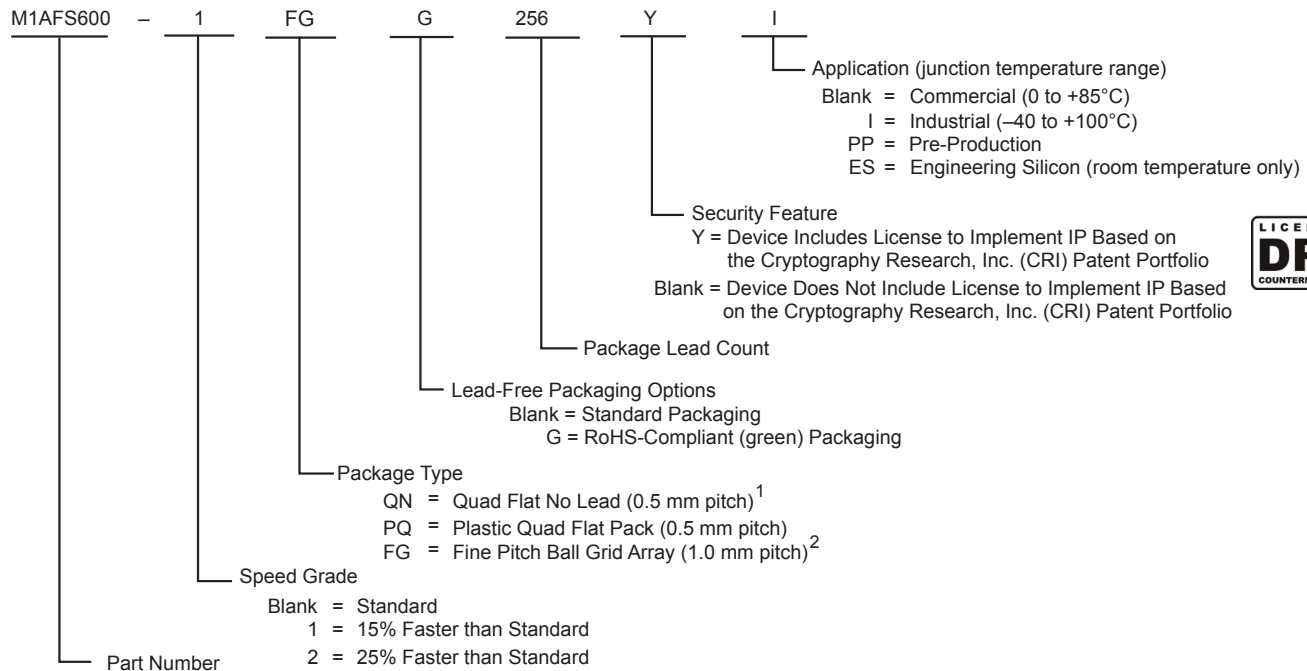 M1AFS600 – 1 FG G 256 Y I
Application (junction temperature range)
Blank = Commercial (0 to +85°C)
I = Industrial (–40 to +100°C)
PP = Pre-Production
ES = Engineering Silicon (room temperature only)
Security Feature
Y = Device Includes License to Implement IP Based on
the Cryptography Research, Inc. (CRI) Patent Portfolio
Blank = Device Does Not Include License to Implement IP Based
on the Cryptography Research, Inc. (CRI) Patent Portfolio
Package Lead Count
Lead-Free Packaging Options
Blank = Standard Packaging
G = RoHS-Compliant (green) Packaging
Package Type
QN = Quad Flat No Lead (0.5 mm pitch)1
PQ = Plastic Quad Flat Pack (0.5 mm pitch)
FG = Fine Pitch Ball Grid Array (1.0 mm pitch)2
Speed Grade
Blank = Standard
1 = 15% Faster than Standard
2 = 25% Faster than Standard
Part Number